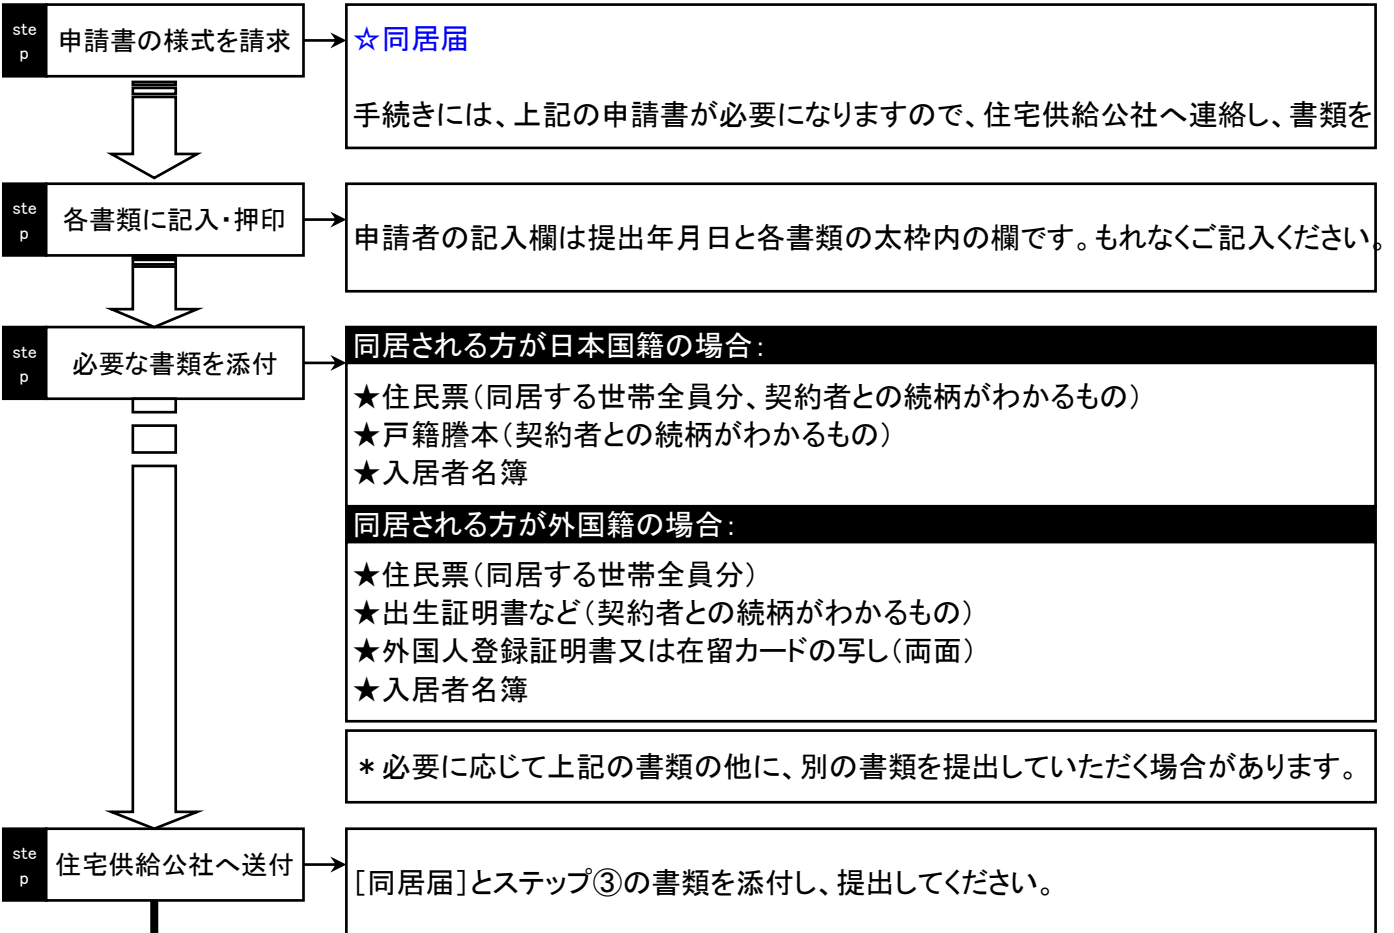 step
申請書の様式を請求
☆同居届
手続きには、上記の申請書が必要になりますので、住宅供給公社へ連絡し、書類を
step
各書類に記入・押印
申請者の記入欄は提出年月日と各書類の太枠内の欄です。もれなくご記入ください。
step
必要な書類を添付
同居される方が日本国籍の場合：
★住民票（同居する世帯全員分、契約者との続柄がわかるもの）
★戸籍謄本（契約者との続柄がわかるもの）
★入居者名簿
同居される方が外国籍の場合：
★住民票（同居する世帯全員分）
★出生証明書など（契約者との続柄がわかるもの）
★外国人登録証明書又は在留カードの写し（両面）
★入居者名簿
＊必要に応じて上記の書類の他に、別の書類を提出していただく場合があります。
step
住宅供給公社へ送付
［同居届］とステップ③の書類を添付し、提出してください。